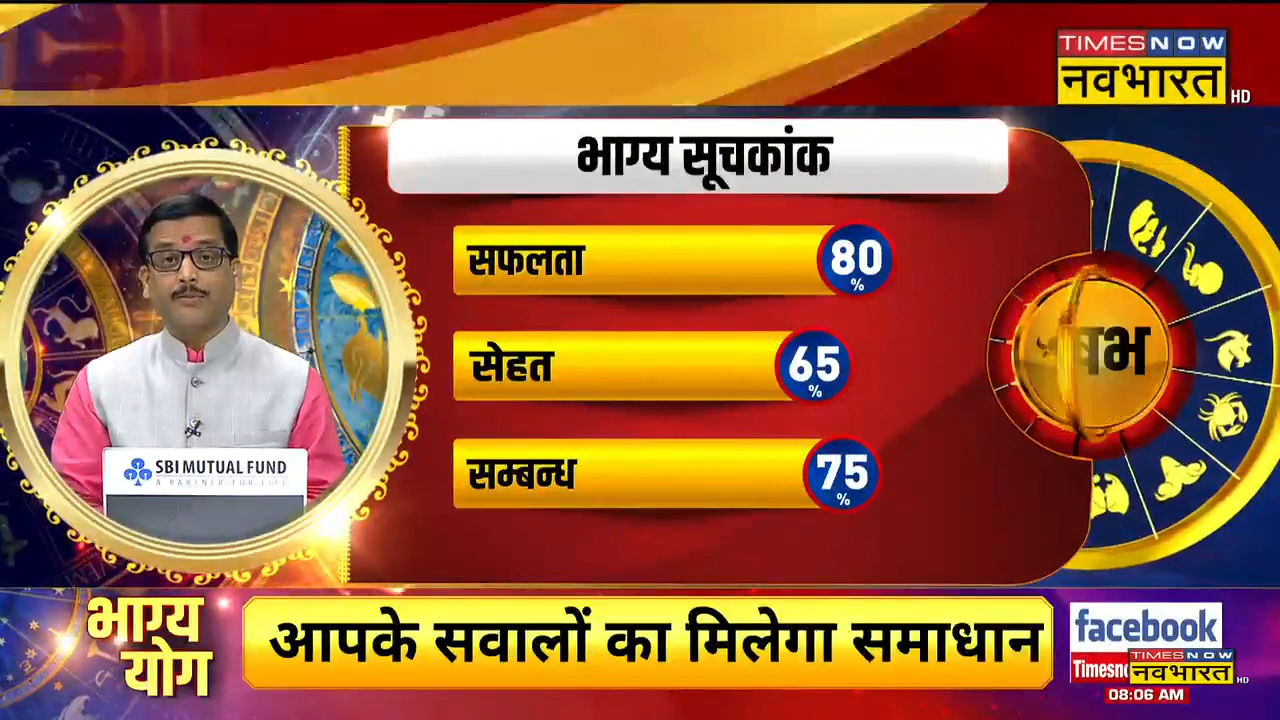 TIMES NOW
नवभारत
HD
भाग्य सूचकांक
सफलता
80
%
सेहत
65
%
सम्बन्ध
75
%
SBI MUTUAL FUND
A PARTNER FOR LIFE
भाग्य
योग
आपके सवालों का मिलेगा समाधान
facebook
TIMES NOW
नवभारत
HD
08:06 AM